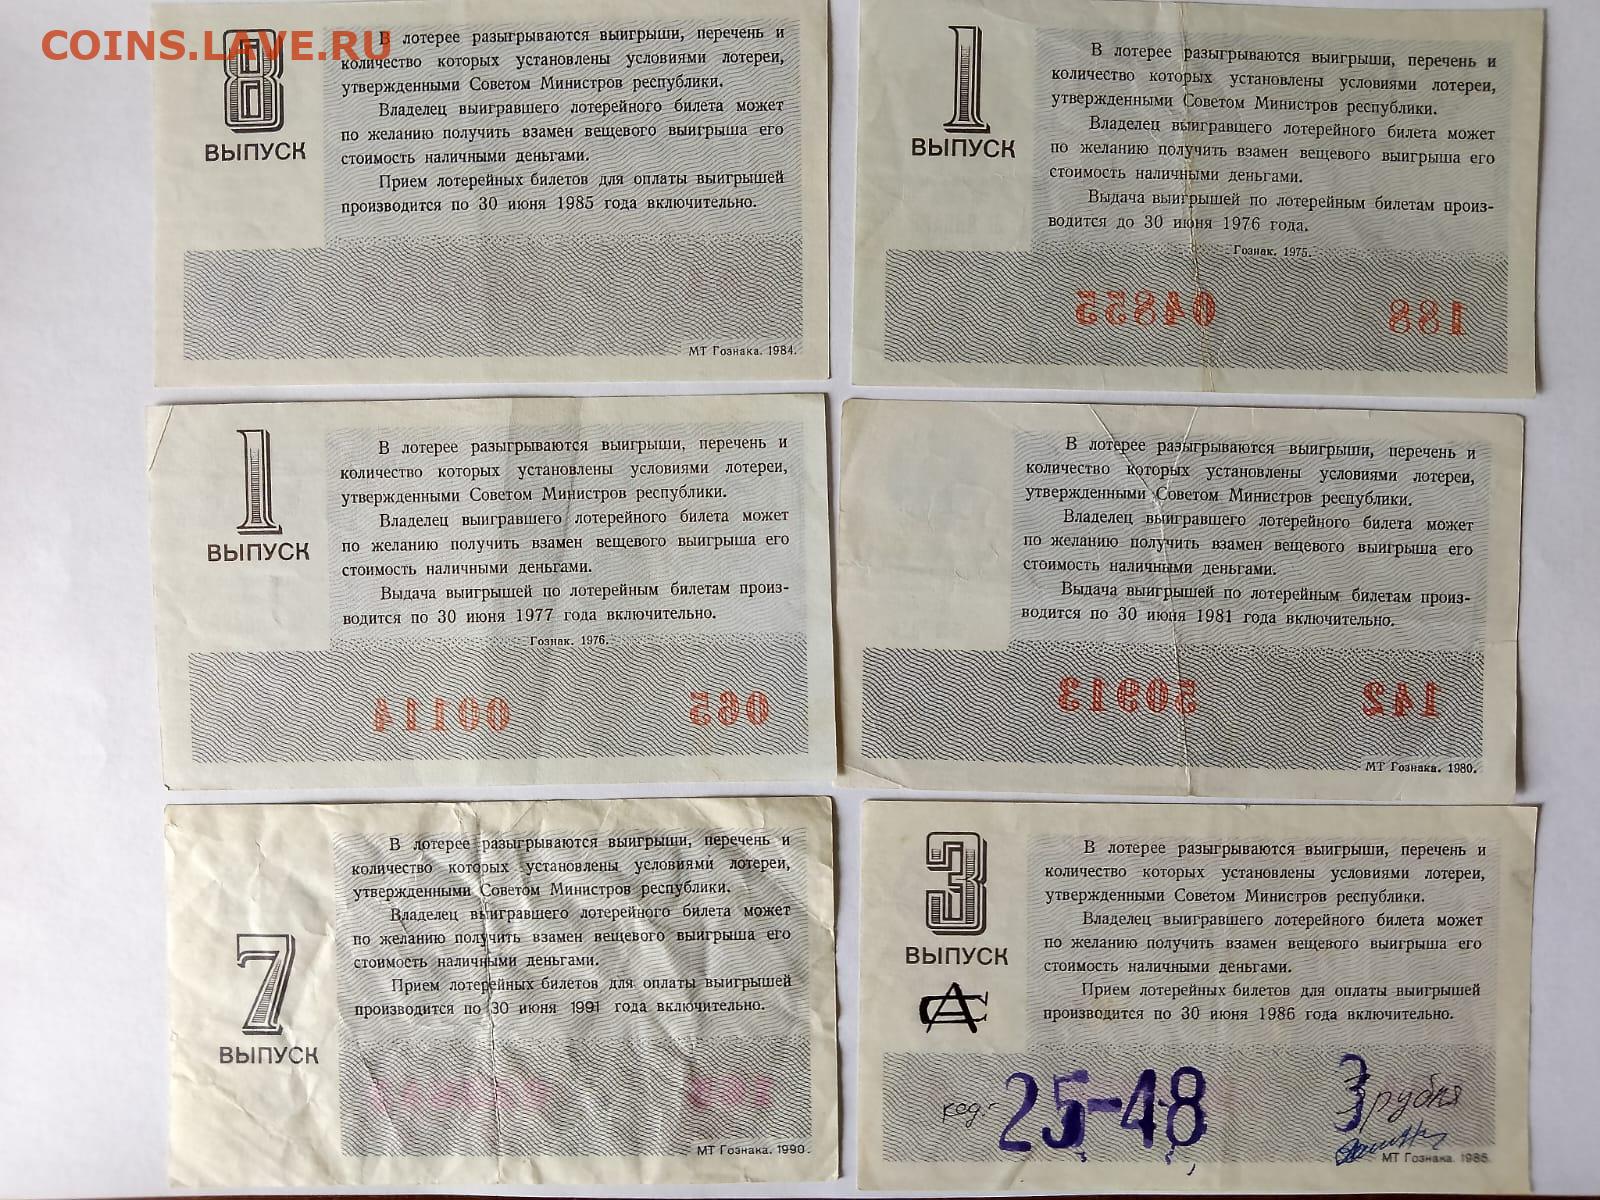 COINS.LAVE.RU
8
ВЫПУСК
В лотерее разыгрываются выигрыши, перечень и
количество которых установлены условиями лотереи,
утвержденными Советом Министров республики.
Владелец выигравшего лотерейного билета может
по желанию получить взамен вещевого выигрыша его
стоимость наличными деньгами.
Прием лотерейных билетов для оплаты выигрышей
производится по 30 июня 1985 года включительно.
МТ Гознака. 1984.
1
ВЫПУСК
В лотерее разыгрываются выигрыши, перечень и
количество которых установлены условиями лотереи,
утвержденными Советом Министров республики.
Владелец выигравшего лотерейного билета может
по желанию получить взамен вещевого выигрыша его
стоимость наличными деньгами.
Выдача выигрышей по лотерейным билетам произ-
водится до 30 июня 1976 года.
Гознак. 1975.
04855 188
1
ВЫПУСК
В лотерее разыгрываются выигрыши, перечень и
количество которых установлены условиями лотереи,
утвержденными Советом Министров республики.
Владелец выигравшего лотерейного билета может
по желанию получить взамен вещевого выигрыша его
стоимость наличными деньгами.
Выдача выигрышей по лотерейным билетам произ-
водится по 30 июня 1977 года включительно.
Гознак. 1976.
00114 065
В лотерее разыгрываются выигрыши, перечень и
количество которых установлены условиями лотереи,
утвержденными Советом Министров республики.
Владелец выигравшего лотерейного билета может
по желанию получить взамен вещевого выигрыша его
стоимость наличными деньгами.
Выдача выигрышей по лотерейным билетам произ-
водится по 30 июня 1981 года включительно.
50913 142
МТ Гознака. 1980.
7
ВЫПУСК
В лотерее разыгрываются выигрыши, перечень и
количество которых установлены условиями лотереи,
утвержденными Советом Министров республики.
Владелец выигравшего лотерейного билета может
по желанию получить взамен вещевого выигрыша его
стоимость наличными деньгами.
Прием лотерейных билетов для оплаты выигрышей
производится по 30 июня 1991 года включительно.
МТ Гознака. 1990.
3
ВЫПУСК
В лотерее разыгрываются выигрыши, перечень и
количество которых установлены условиями лотереи,
утвержденными Советом Министров республики.
Владелец выигравшего лотерейного билета может
по желанию получить взамен вещевого выигрыша его
стоимость наличными деньгами.
Прием лотерейных билетов для оплаты выигрышей
производится по 30 июня 1986 года включительно.
25-48 3 рубля
МТ Гознака. 1985.